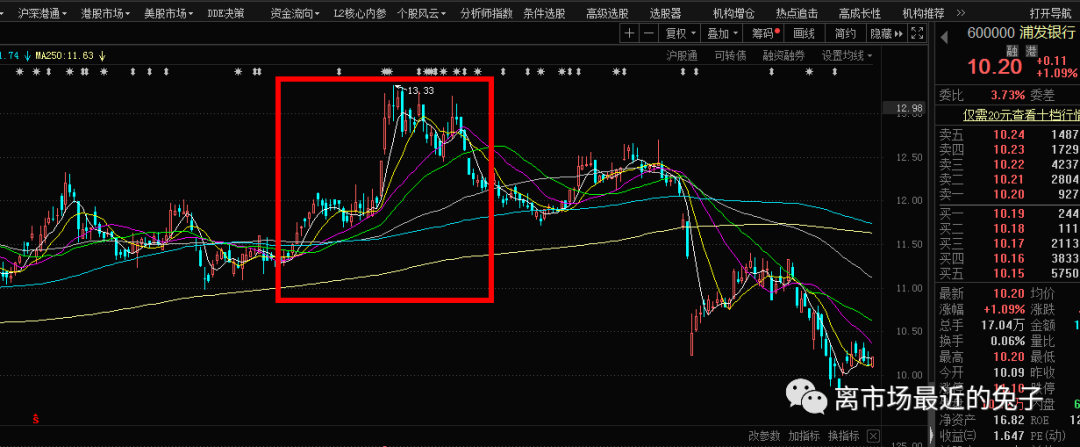 沪深港通 港股市场 美股市场 DDE决策 资金流向 L2核心内参 个股风云 分析师指数 条件选股 高级选股 选股器 机构增仓 热点追击 高成长性 机构推荐 >> 打开导航
+ - 复权 叠加 筹码 画线 简约 隐藏
600000 浦发银行
融 港
1.74 ↓ MA250:11.63 ↓
沪股通 可转债 融资融券 设置均线
10.20 +0.11
+1.09%
委比 3.73% 委差
仅需20元查看十档行情
卖五 10.24 1487
卖四 10.23 1729
卖三 10.22 4237
卖二 10.21 2804
卖一 10.20 927
买一 10.19 244
买二 10.18 111
买三 10.17 2113
买四 10.16 3833
买五 10.15 5750
最新 10.20 均价
涨幅 +1.09% 涨跌
总手 17.04万 金额
换手 0.06% 量比
最高 10.20 最低
今开 10.09 昨收
涨停 11.10 跌停
内盘
净资产 16.82 ROE
收益㈢ 1.647 PE(动)
13.33
12.98
13.00
12.50
12.00
11.50
11.00
10.50
10.00
ŝ
离市场最近的兔子
改参数 加指标 换指标
125.00